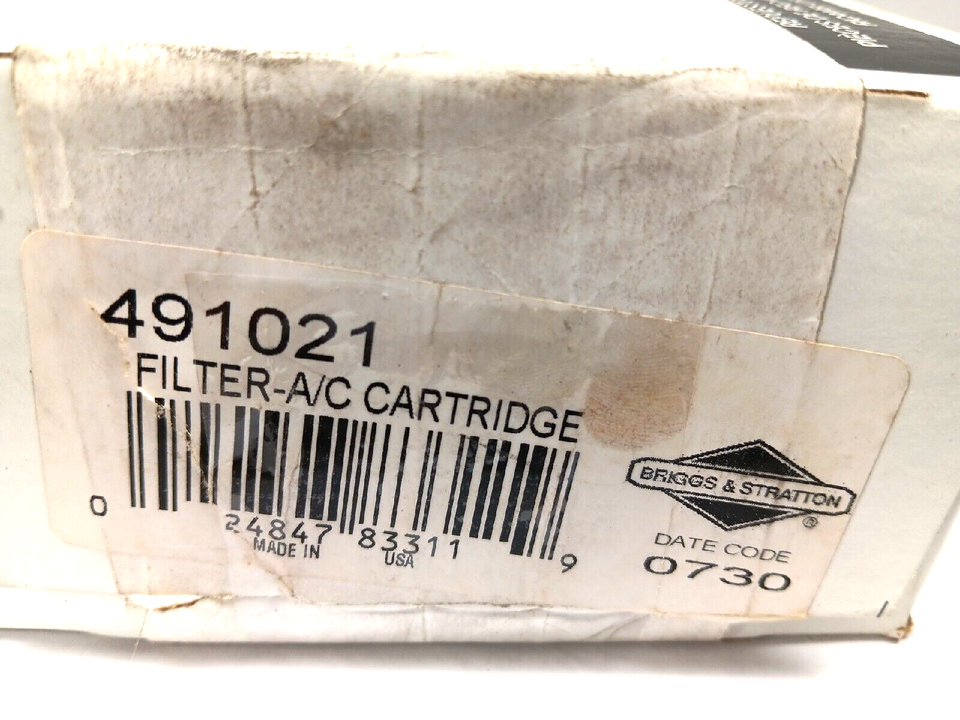 491021
FILTER-A/C CARTRIDGE
0 24847 83311 9
MADE IN USA
BRIGGS & STRATTON
®
DATE CODE
0730